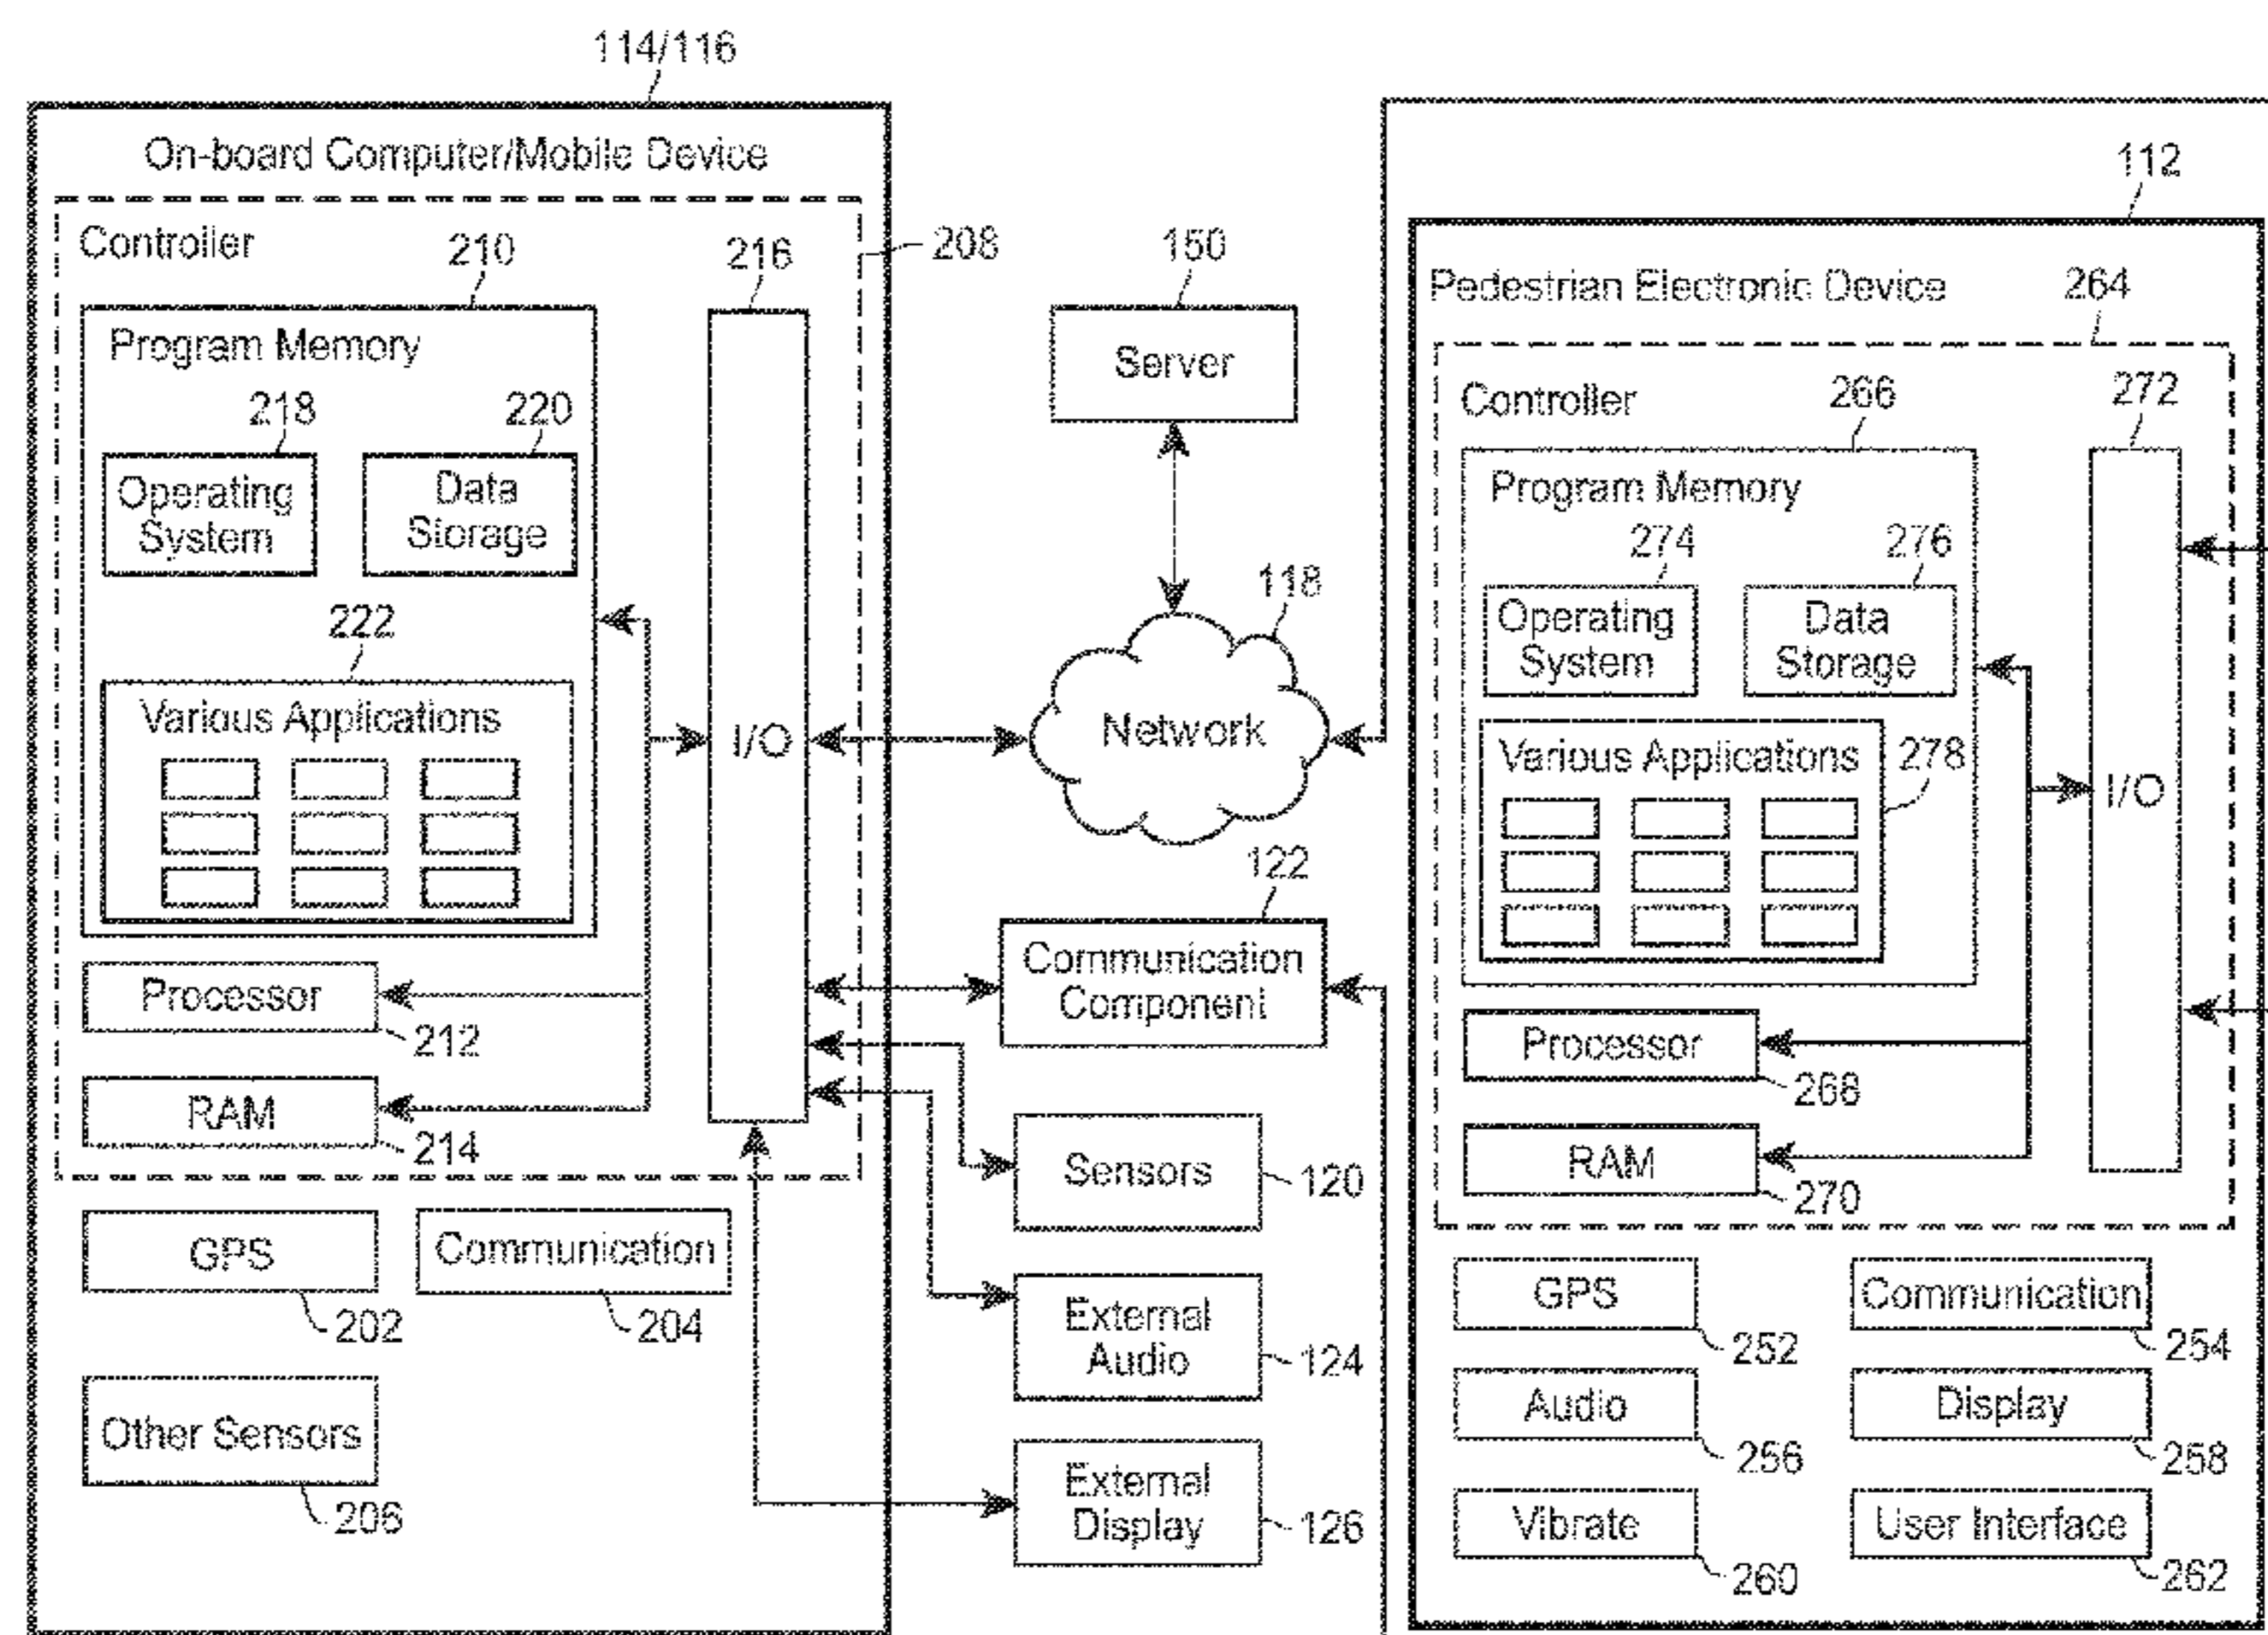 114/116
On-board Computer/Mobile Device
Controller
210
216
208
Program Memory
218
220
Operating
System
Data
Storage
222
Various Applications
I/O
Processor
212
RAM
214
GPS
202
Communication
204
Other Sensors
206
150
Server
118
Network
122
Communication
Component
Sensors
120
External
Audio
124
External
Display
126
112
Pedestrian Electronic Device
264
Controller
266
272
Program Memory
274
276
Operating
System
Data
Storage
Various Applications
278
I/O
Processor
268
RAM
270
GPS
252
Communication
254
Audio
256
Display
258
Vibrate
260
User Interface
262